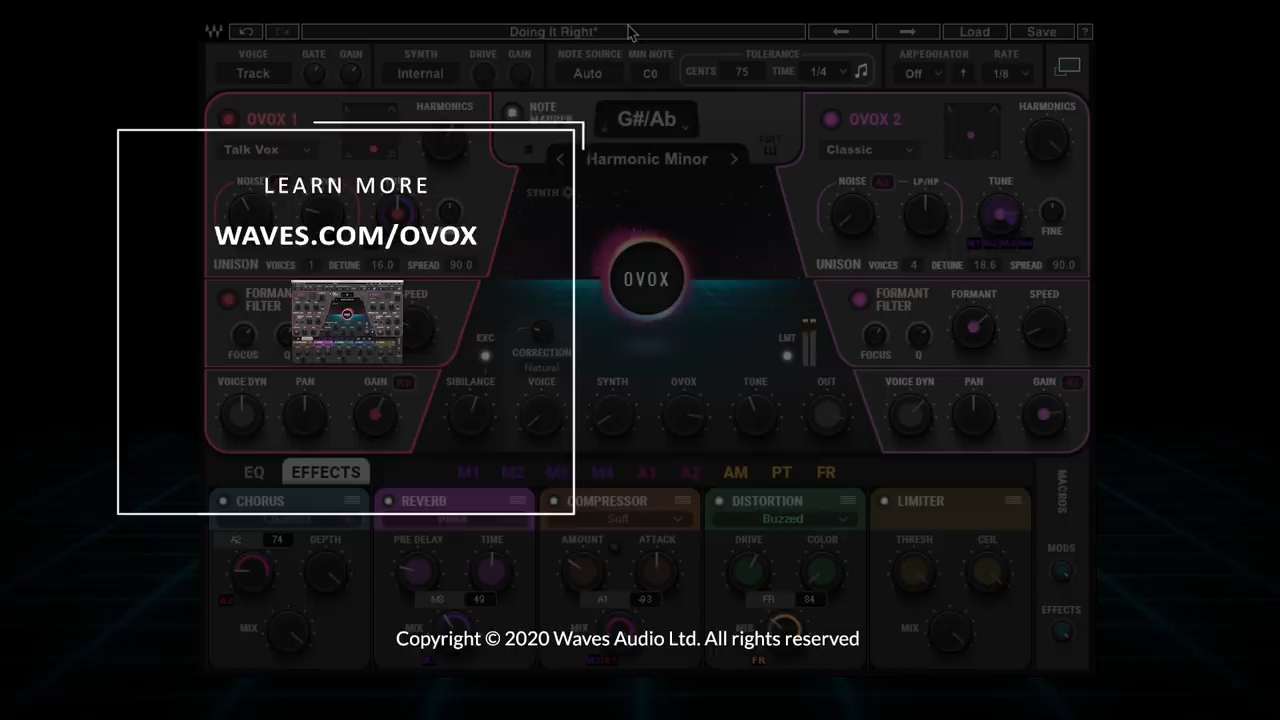 Doing It Right*
Load
Save
?
VOICE
GATE
GAIN
SYNTH
DRIVE
GAIN
NOTE SOURCE
MIN NOTE
TOLERANCE
ARPEGGIATOR
RATE
Track
Internal
Auto
C0
CENTS
75
TIME
1/4
Off
1/8
OVOX 1
HARMONICS
NOTE
G#/Ab
OVOX 2
HARMONICS
Talk Vox
Harmonic Minor
Classic
LEARN MORE
WAVES.COM/OVOX
SYNTH
NOISE
LP/HP
TUNE
FINE
UNISON
VOICES
1
DETUNE
16.0
SPREAD
90.0
OVOX
UNISON
VOICES
4
DETUNE
18.6
SPREAD
90.0
FORMANT
FILTER
FORMANT
FILTER
FORMANT
SPEED
FOCUS
EXC
CORRECTION
Natural
LMT
FOCUS
Q
VOICE DYN
PAN
GAIN
SIBILANCE
VOICE
SYNTH
OVOX
TONE
OUT
VOICE DYN
PAN
GAIN
EQ
EFFECTS
M1
M2
M3
M4
A1
A2
AM
PT
FR
MACROS
CHORUS
REVERB
COMPRESSOR
DISTORTION
LIMITER
Soft
Buzzed
A2
74
DEPTH
PRE DELAY
TIME
AMOUNT
ATTACK
DRIVE
COLOR
THRESH
CEIL
MODS
M3
49
A1
-93
FR
84
EFFECTS
MIX
MIX
Copyright © 2020 Waves Audio Ltd. All rights reserved
FR